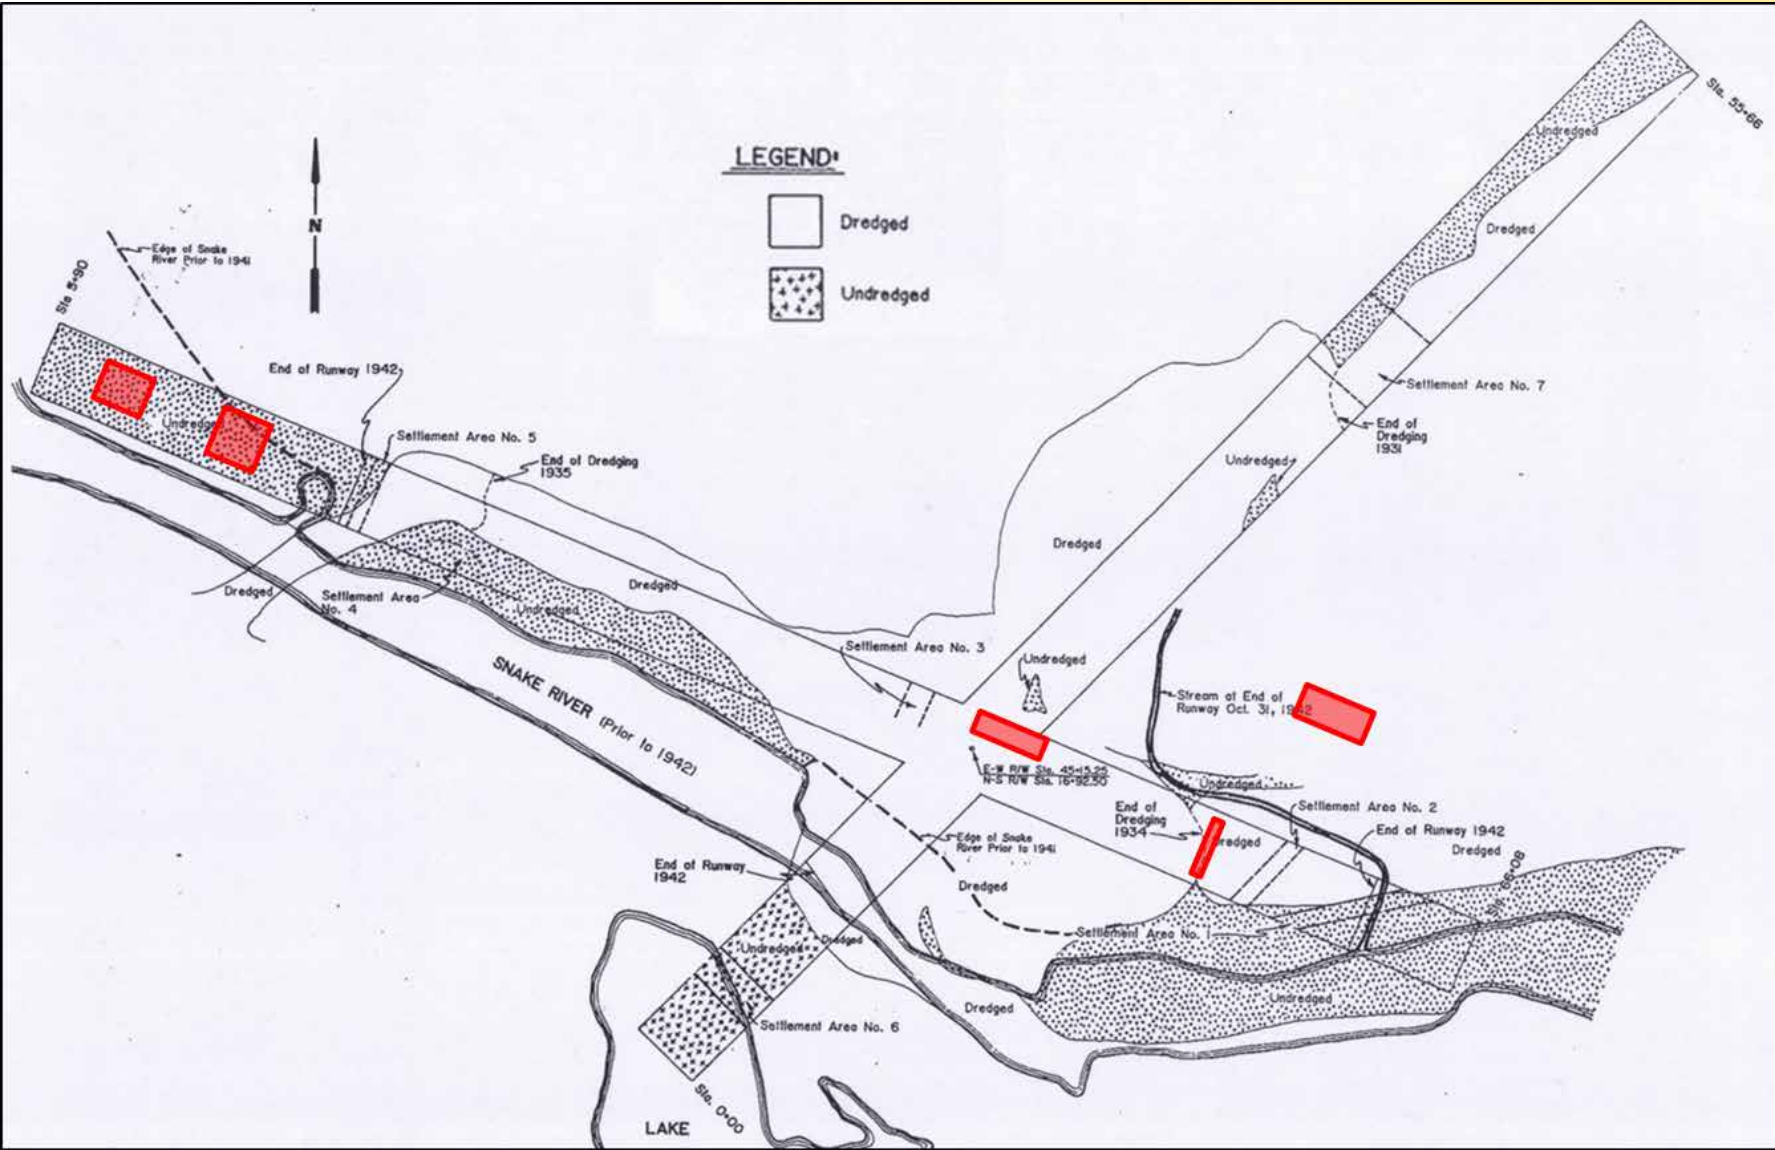 LEGEND:
Dredged
Undredged
N
Sta. 55+66
Undredged
Dredged
Edge of Snake
River Prior to 1941
Sta 5+90
End of Runway 1942
Settlement Area No. 5
End of Dredging
1935
Settlement Area No. 7
End of
Dredging
1931
Undredged
Undredged
Dredged
Dredged
Settlement Area
No. 4
Undredged
Dredged
SNAKE RIVER (Prior to 1942)
Settlement Area No. 3
Undredged
Stream at End of
Runway Oct. 31, 1942
E-W R/W Sta. 45+15.25
N-S R/W Sta. 16+92.50
Undredged
End of
Dredging
1934
Dredged
Settlement Area No. 2
End of Runway 1942
Dredged
Sta. 66+08
Edge of Snake
River Prior to 1941
End of Runway
1942
Dredged
Settlement Area No. 1
Undredged
Dredged
Undredged
Dredged
Settlement Area No. 6
Sta. 0+00
LAKE